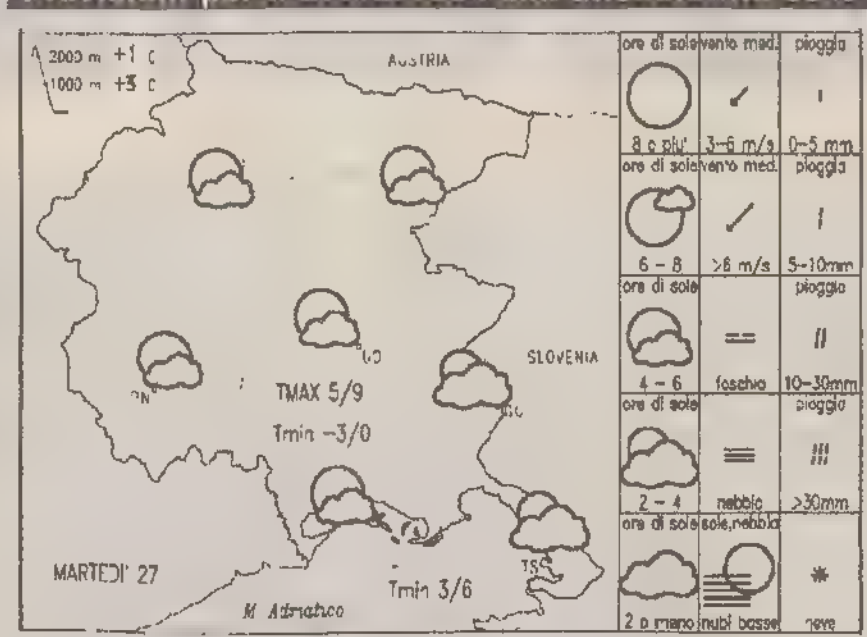 2000 m +1 C
1000 m +3 C
AUSTRIA
SLOVENIA
UD
PN
GO
TMAX 5/9
Tmin -3/0
TS
Tmin 3/6
MARTEDI' 27
M Adriatico
ore di sole vento med. pioggia
8 o piu' 3-6 m/s 0-5 mm
ore di sole vento med. pioggia
6 - 8 >6 m/s 5-10mm
ore di sole pioggia
4 - 6 foschia 10-30mm
ore di sole pioggia
2 - 4 nebbia >30mm
ore di sole sole,nebbia
2 o meno nubi basse neve